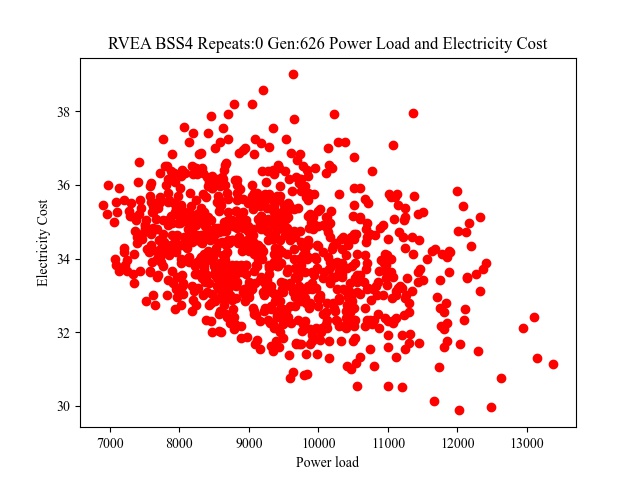 RVEA BSS4 Repeats:0 Gen:626 Power Load and Electricity Cost
38
36
34
32
30
Electricity Cost
7000 8000 9000 10000 11000 12000 13000
Power load